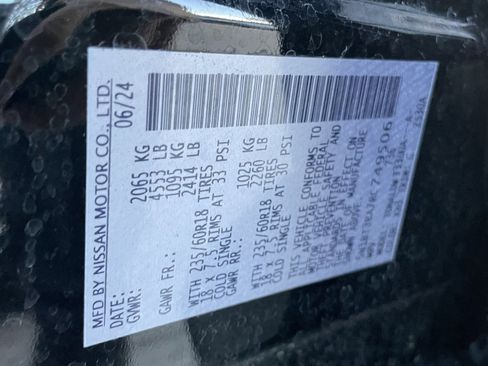 MFD BY NISSAN MOTOR CO., LTD.
DATE: 06/24
GVWR: 2065 KG
4553 LB
GAWR FR.: 1095 KG
2414 LB
WITH 235/60R18 TIRES
18 x 7.5 RIMS AT 33 PSI
COLD SINGLE
GAWR RR.: 1025 KG
2260 LB
WITH 235/60R18 TIRES
18 x 7.5 RIMS AT 30 PSI
COLD SINGLE
THIS VEHICLE CONFORMS TO
ALL APPLICABLE FEDERAL
MOTOR VEHICLE SAFETY AND
THEFT PREVENTION
STANDARDS IN EFFECT ON
THE DATE OF MANUFACTURE
SHOWN ABOVE.
MPV